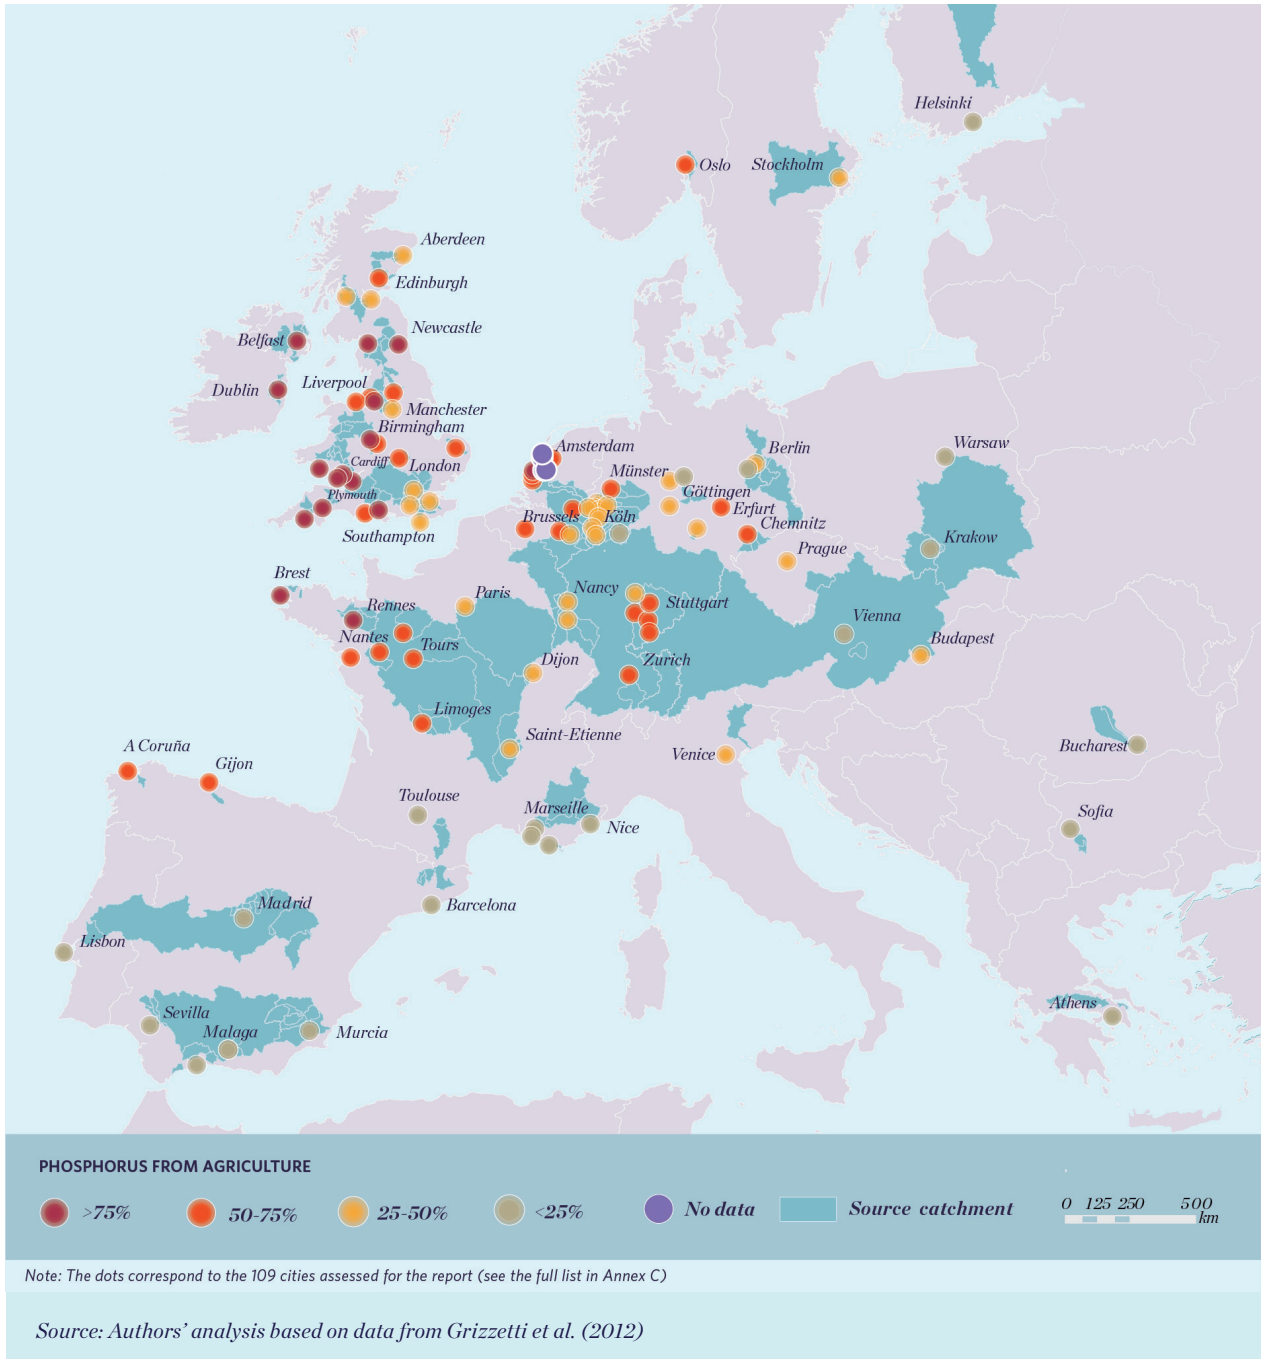 Helsinki
Oslo
Stockholm
Aberdeen
Edinburgh
Newcastle
Belfast
Liverpool
Dublin
Manchester
Birmingham
Amsterdam
Berlin
Warsaw
Cardiff
London
Münster
Plymouth
Göttingen
Erfurt
Brussels
Köln
Chemnitz
Southampton
Krakow
Prague
Brest
Paris
Nancy
Rennes
Stuttgart
Vienna
Nantes
Tours
Budapest
Dijon
Zurich
Limoges
Saint-Etienne
A Coruña
Venice
Bucharest
Gijon
Toulouse
Marseille
Nice
Sofia
Madrid
Barcelona
Lisbon
Athens
Sevilla
Malaga
Murcia
PHOSPHORUS FROM AGRICULTURE
>75%
50-75%
25-50%
<25%
No data
Source catchment
0 125 250 500
km
Note: The dots correspond to the 109 cities assessed for the report (see the full list in Annex C)
Source: Authors' analysis based on data from Grizzetti et al. (2012)